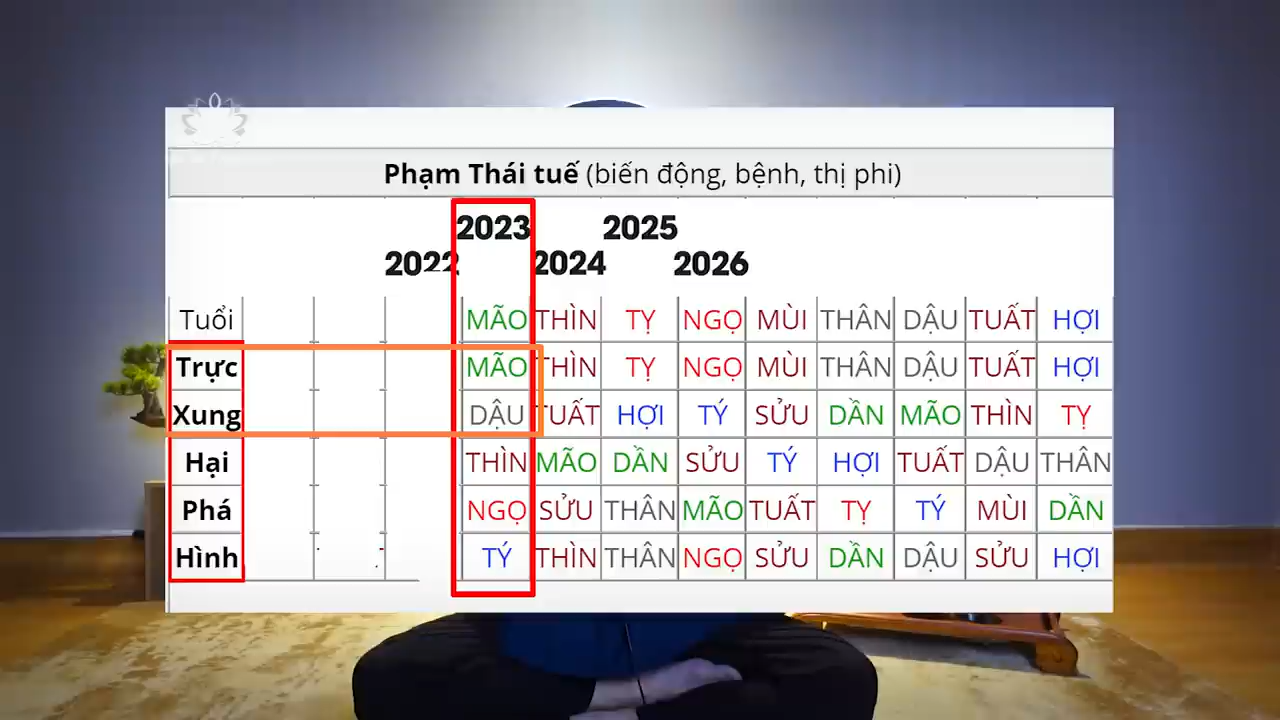 Phạm Thái tuế (biến động, bệnh, thị phi)
2023 2025
2022 2024 2026
Tuổi MÃO THÌN TỴ NGỌ MÙI THÂN DẬU TUẤT HỢI
Trực MÃO THÌN TỴ NGỌ MÙI THÂN DẬU TUẤT HỢI
Xung DẬU TUẤT HỢI TÝ SỬU DẦN MÃO THÌN TỴ
Hại THÌN MÃO DẦN SỬU TÝ HỢI TUẤT DẬU THÂN
Phá NGỌ SỬU THÂN MÃO TUẤT TỴ TÝ MÙI DẦN
Hình TÝ THÌN THÂN NGỌ SỬU DẦN DẬU SỬU HỢI